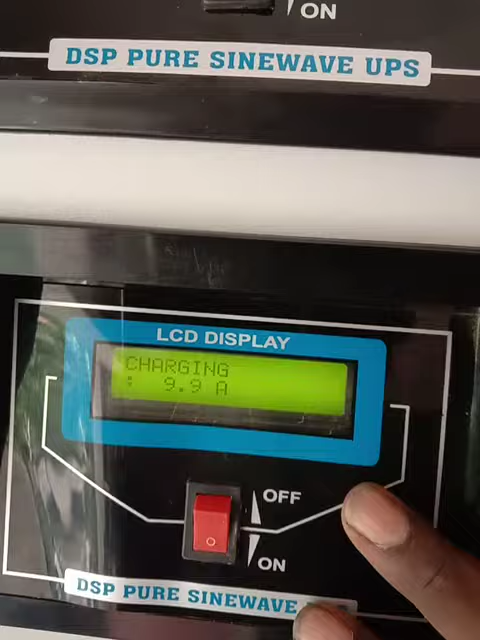 ON
DSP PURE SINEWAVE UPS
LCD DISPLAY
CHARGING
: 9.9 A
OFF
O
ON
DSP PURE SINEWAVE